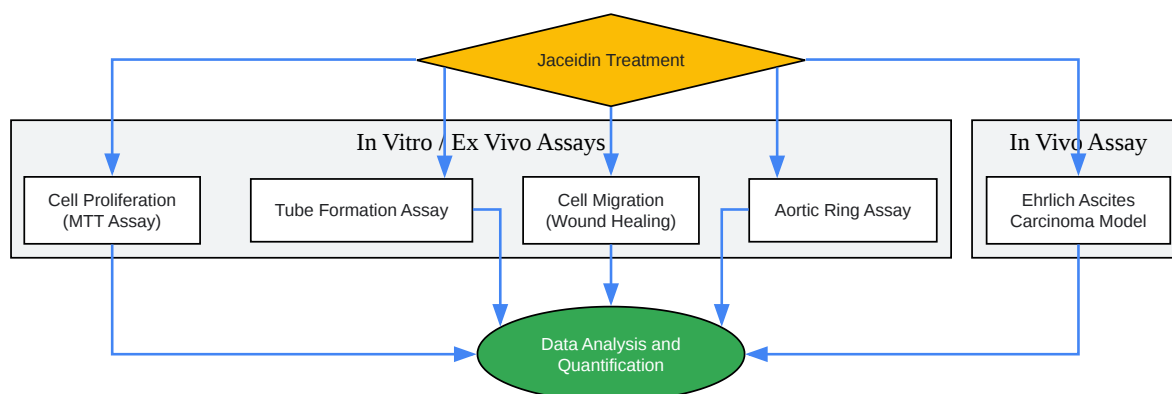 Jaceidin Treatment
In Vitro / Ex Vivo Assays
In Vivo Assay
Cell Proliferation
(MTT Assay)
Tube Formation Assay
Cell Migration
(Wound Healing)
Aortic Ring Assay
Ehrlich Ascites
Carcinoma Model
Data Analysis and
Quantification